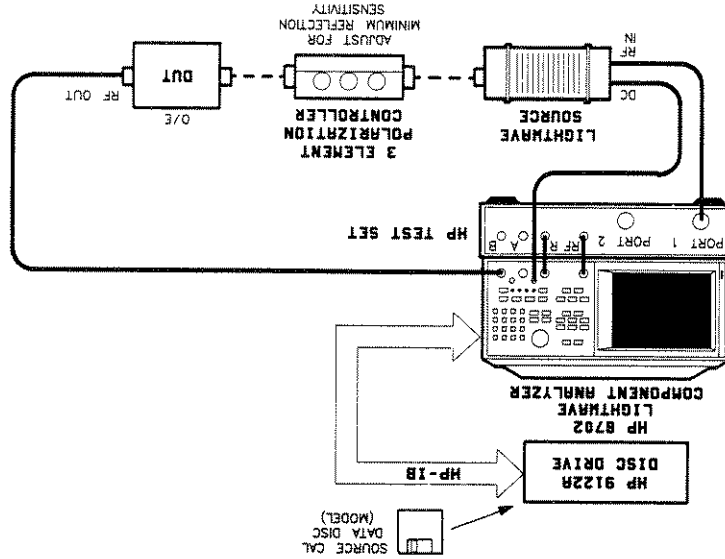 SOURCE CAL
DATA DISC
(MODEL)
HP 9122A
DISC DRIVE
HP-IB
HP 8702
LIGHTWAVE
COMPONENT ANALYZER
PORT 1 PORT 2 RF R A B
HP TEST SET
LIGHTWAVE
SOURCE
DC
RF
IN
3 ELEMENT
POLARIZATION
CONTROLLER
ADJUST FOR
MINIMUM REFLECTION
SENSITIVITY
O/E
DUT
RF OUT